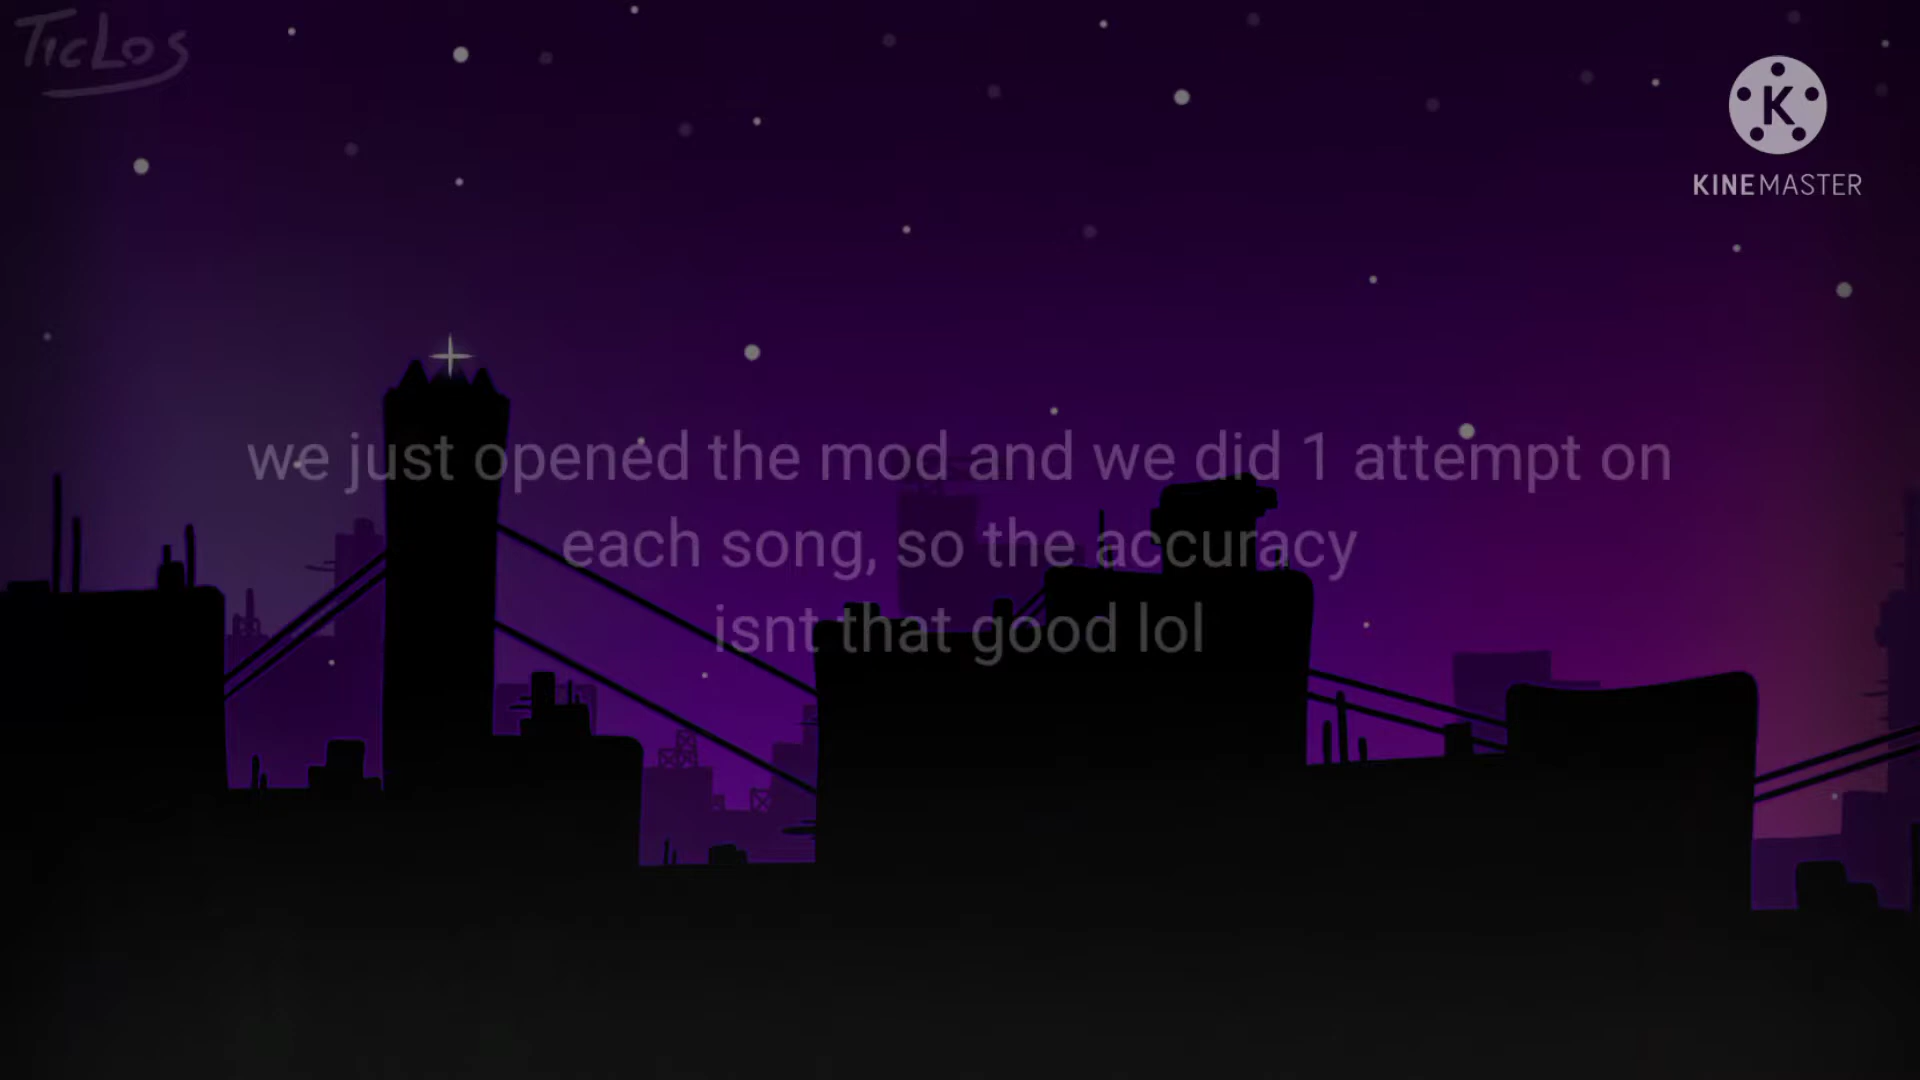 TicLos
K
KINEMASTER
we just opened the mod and we did 1 attempt on
each song, so the accuracy
isnt that good lol